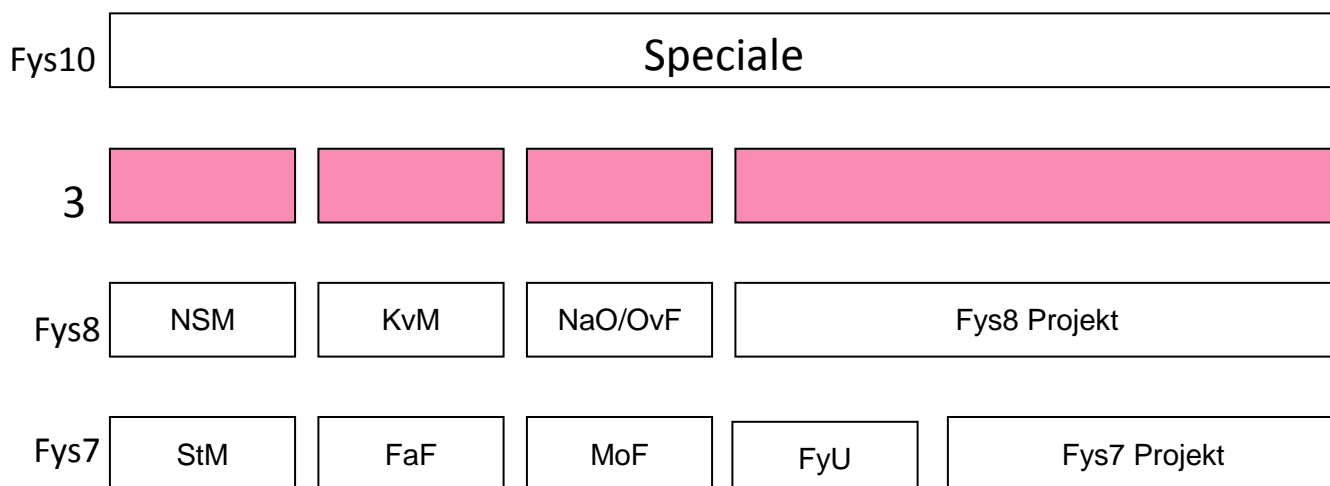 Fys10 Speciale
3
Fys8 NSM KvM NaO/OvF Fys8 Projekt
Fys7 StM FaF MoF FyU Fys7 Projekt